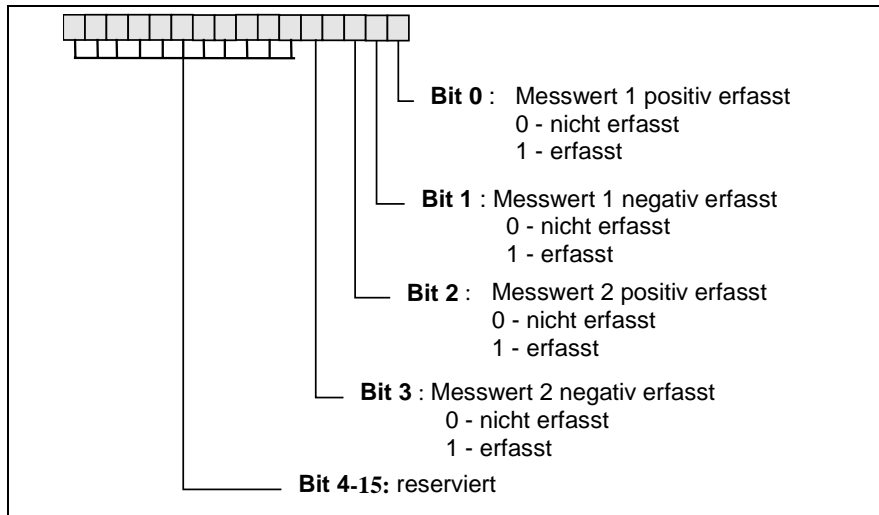 Bit 0 : Messwert 1 positiv erfasst
0 - nicht erfasst
1 - erfasst
Bit 1 : Messwert 1 negativ erfasst
0 - nicht erfasst
1 - erfasst
Bit 2 : Messwert 2 positiv erfasst
0 - nicht erfasst
1 - erfasst
Bit 3 : Messwert 2 negativ erfasst
0 - nicht erfasst
1 - erfasst
Bit 4-15: reserviert